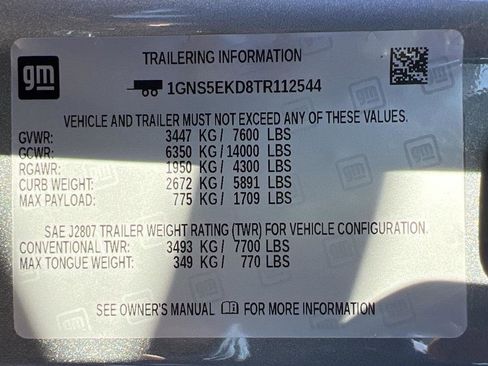 gm
TRAILERING INFORMATION
1GNS5EKD8TR112544
VEHICLE AND TRAILER MUST NOT EXCEED ANY OF THESE VALUES.
GVWR: 3447 KG / 7600 LBS
GCWR: 6350 KG / 14000 LBS
RGAWR: 1950 KG / 4300 LBS
CURB WEIGHT: 2672 KG / 5891 LBS
MAX PAYLOAD: 775 KG / 1709 LBS
SAE J2807 TRAILER WEIGHT RATING (TWR) FOR VEHICLE CONFIGURATION.
CONVENTIONAL TWR: 3493 KG / 7700 LBS
MAX TONGUE WEIGHT: 349 KG / 770 LBS
SEE OWNER'S MANUAL FOR MORE INFORMATION